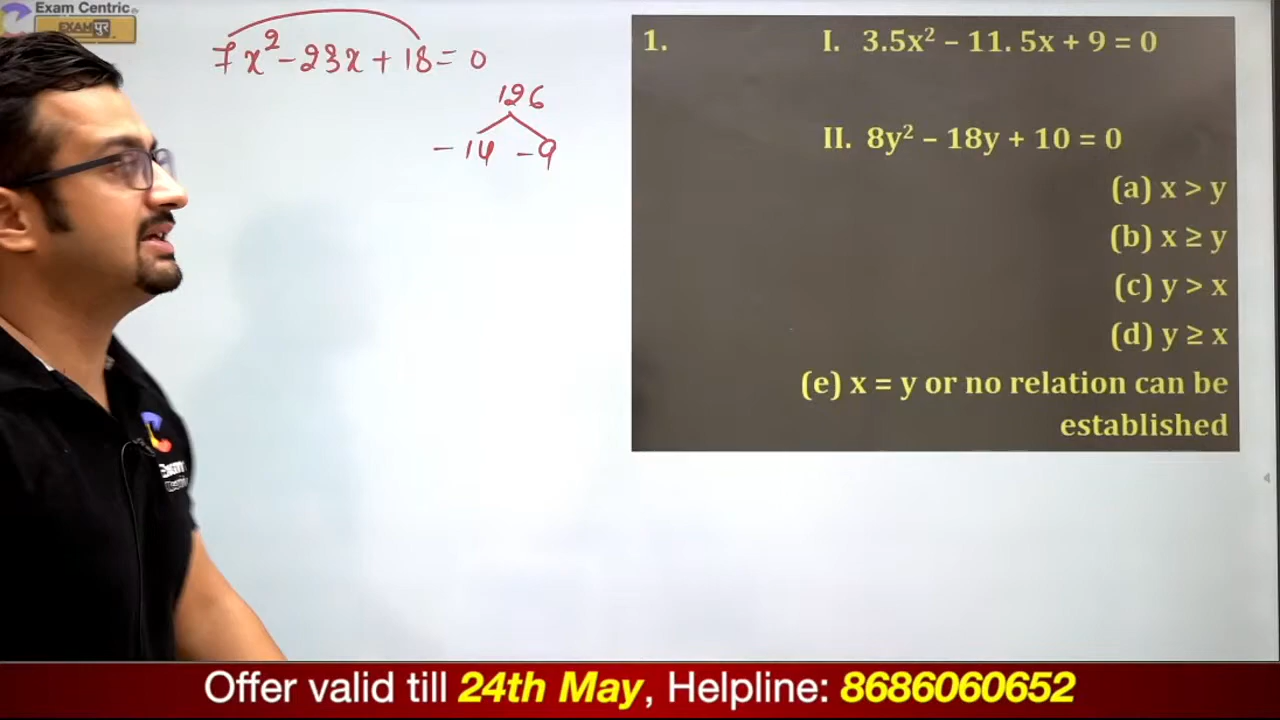 Exam Centric
EXAMपुर
7x² - 23x + 18 = 0
126
-14 -9
1. I. 3.5x² – 11. 5x + 9 = 0
II. 8y² – 18y + 10 = 0
(a) x > y
(b) x ≥ y
(c) y > x
(d) y ≥ x
(e) x = y or no relation can be
established
Offer valid till 24th May, Helpline: 8686060652